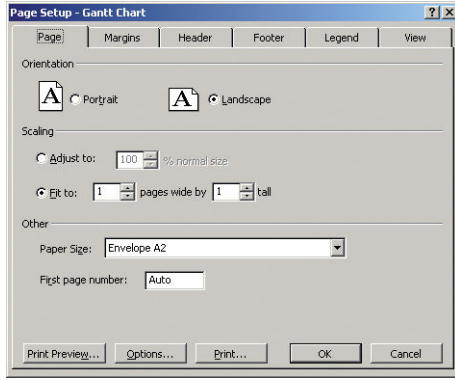 Page Setup - Gantt Chart
Page Margins Header Footer Legend View
Orientation
A Portrait A Landscape
Scaling
Adjust to: 100 % normal size
Fit to: 1 pages wide by 1 tall
Other
Paper Size: Envelope A2
First page number: Auto
Print Preview... Options... Print... OK Cancel